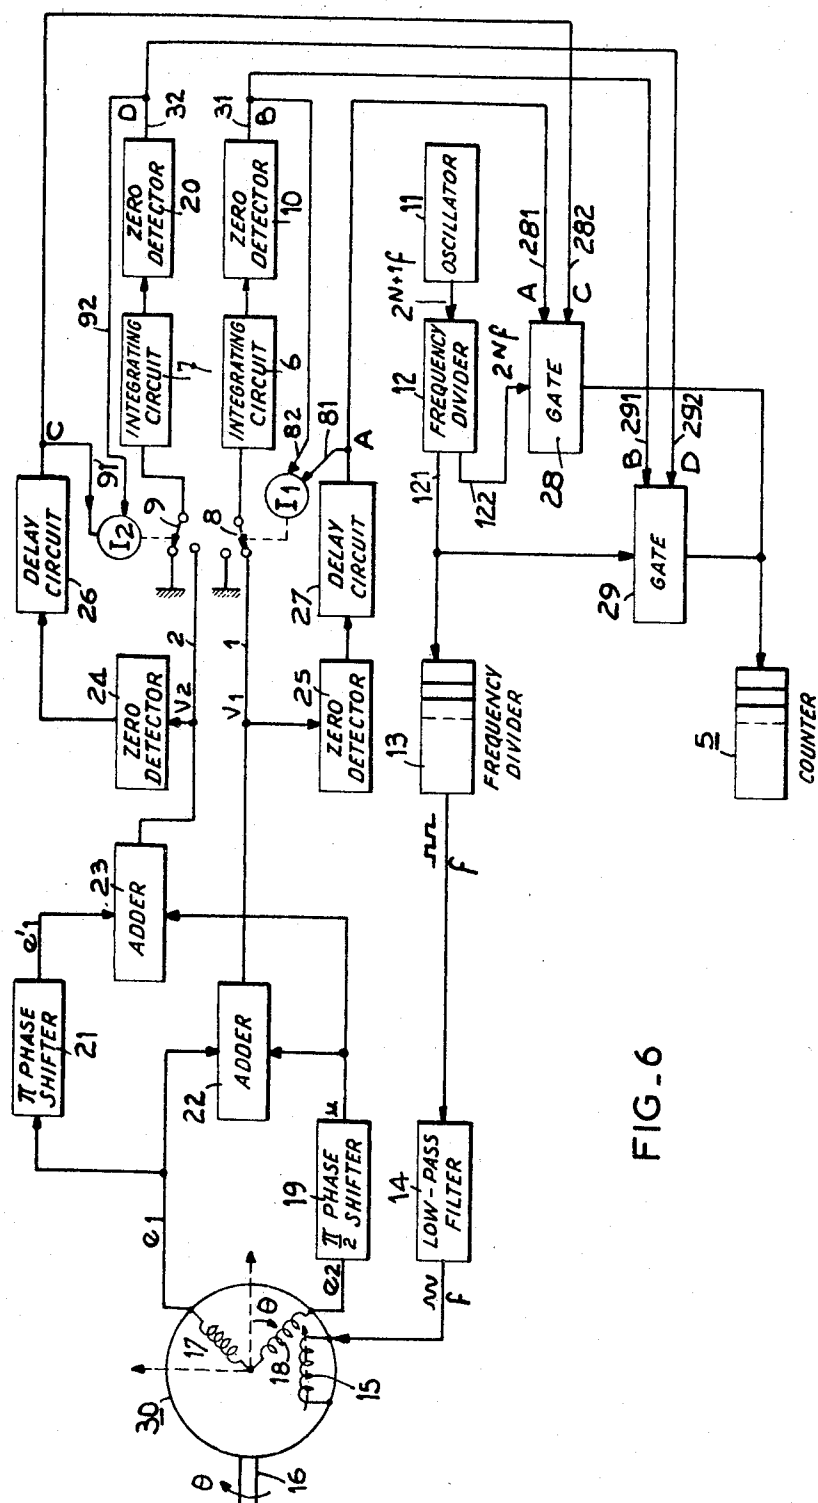 C
D
32
ZERO
DETECTOR
20
92
INTEGRATING
CIRCUIT
7
31
B
ZERO
DETECTOR
10
INTEGRATING
CIRCUIT
6
82
81
I1
A
C
91
I2
9
8
DELAY
CIRCUIT
26
DELAY
CIRCUIT
27
2
1
V2
V1
24
ZERO
DETECTOR
25
ZERO
DETECTOR
11
OSCILLATOR
2N+1f
12
FREQUENCY
DIVIDER
2Nf
121
122
A
281
C
282
GATE
28
B
291
D
292
29
GATE
13
FREQUENCY
DIVIDER
5
COUNTER
f
23
ADDER
e'1
π PHASE
SHIFTER
21
ADDER
22
u
19
π/2 PHASE
SHIFTER
e1
e2
14
LOW-PASS
FILTER
f
17
θ
18
15
30
θ
16
FIG_6